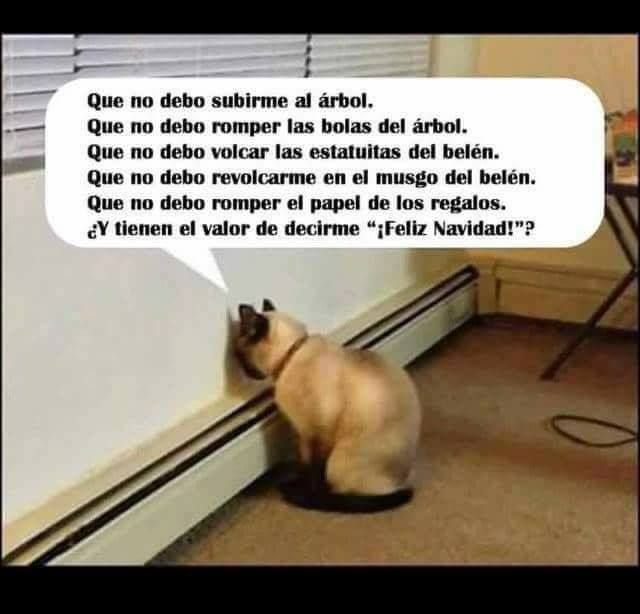 Que no debo subirme al árbol.
Que no debo romper las bolas del árbol.
Que no debo volcar las estatuitas del belén.
Que no debo revolcarme en el musgo del belén.
Que no debo romper el papel de los regalos.
¿Y tienen el valor de decirme “¡Feliz Navidad!”?